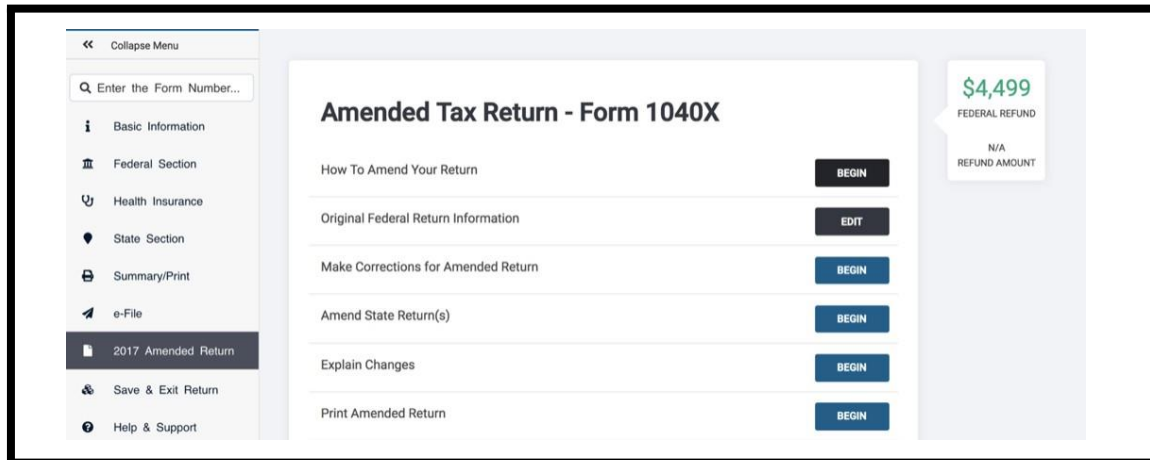 Collapse Menu
Enter the Form Number...
Basic Information
Federal Section
Health Insurance
State Section
Summary/Print
e-File
2017 Amended Return
Save & Exit Return
Help & Support
Amended Tax Return - Form 1040X
How To Amend Your Return BEGIN
Original Federal Return Information EDIT
Make Corrections for Amended Return BEGIN
Amend State Return(s) BEGIN
Explain Changes BEGIN
Print Amended Return BEGIN
$4,499
FEDERAL REFUND
N/A
REFUND AMOUNT